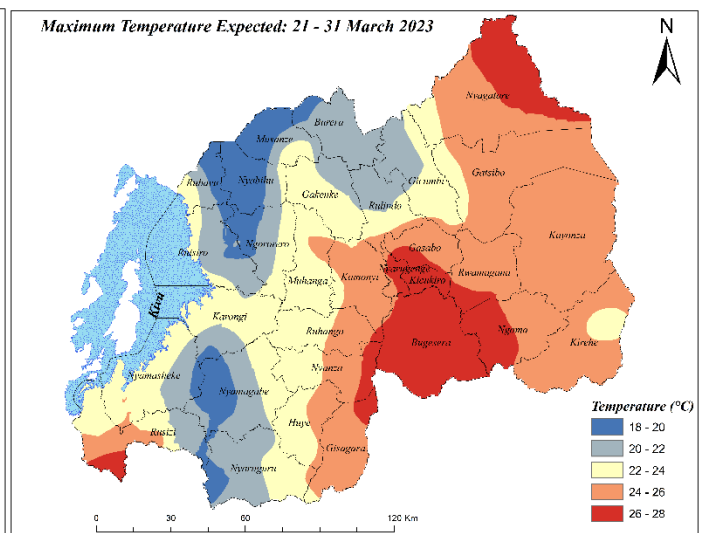 Maximum Temperature Expected: 21 - 31 March 2023
N
Nyagatare
Burera
Musanze
Rubavu
Nyabihu
Gakenke
Rulindo
Gicumbi
Gatsibo
Ngororero
Rutsiro
Gasabo
Kayonza
Nyarugenge
Kicukiro
Rwamagana
Muhanga
Kamonyi
Kivu
Karongi
Ruhango
Bugesera
Ngoma
Kirehe
Nyanza
Nyamasheke
Nyamagabe
Huye
Rusizi
Gisagara
Nyaruguru
Temperature (°C)
18 - 20
20 - 22
22 - 24
24 - 26
26 - 28
0 30 60 120 Km